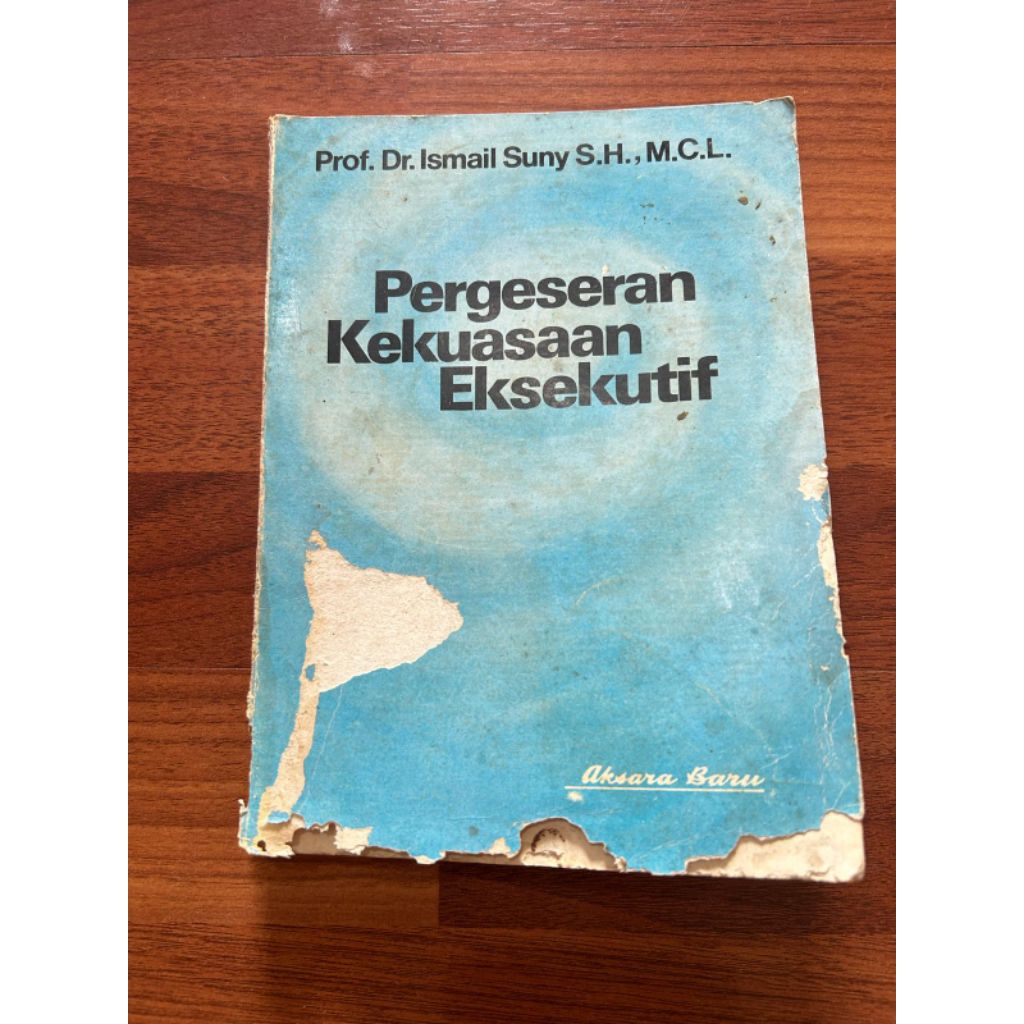 Prof. Dr. Ismail Suny S.H., M.C.L.
Pergeseran
Kekuasaan
Eksekutif
Aksara Baru